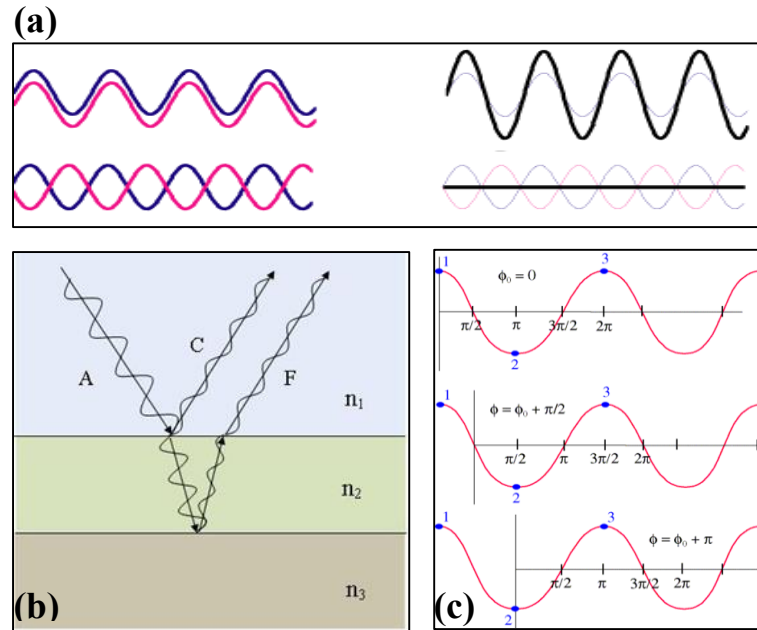 (a)
A
C
F
n₁
n₂
n₃
(b)
1
3
ϕ₀ = 0
π/2 π 3π/2 2π
2
1
3
ϕ = ϕ₀ + π/2
π/2 π 3π/2 2π
2
1
3
ϕ = ϕ₀ + π
π/2 π 3π/2 2π
2
(c)